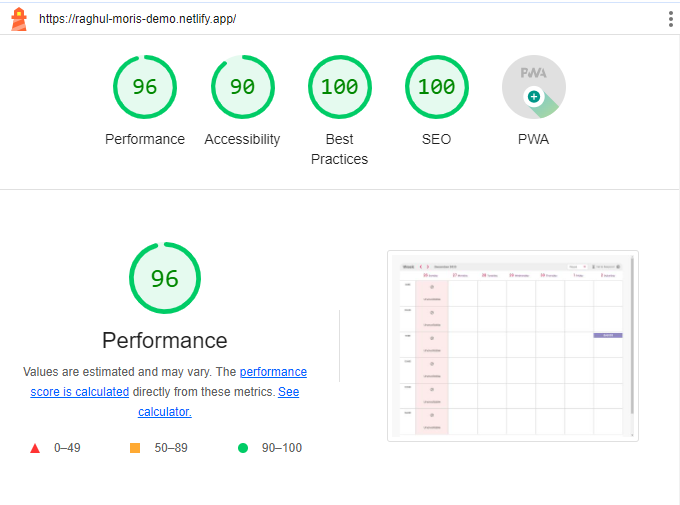 https://raghul-moris-demo.netlify.app/
96
90
100
100
PWA
Performance
Accessibility
Best
Practices
SEO
PWA
96
Performance
Values are estimated and may vary. The performance
score is calculated directly from these metrics. See
calculator.
0–49
50–89
90–100
Week